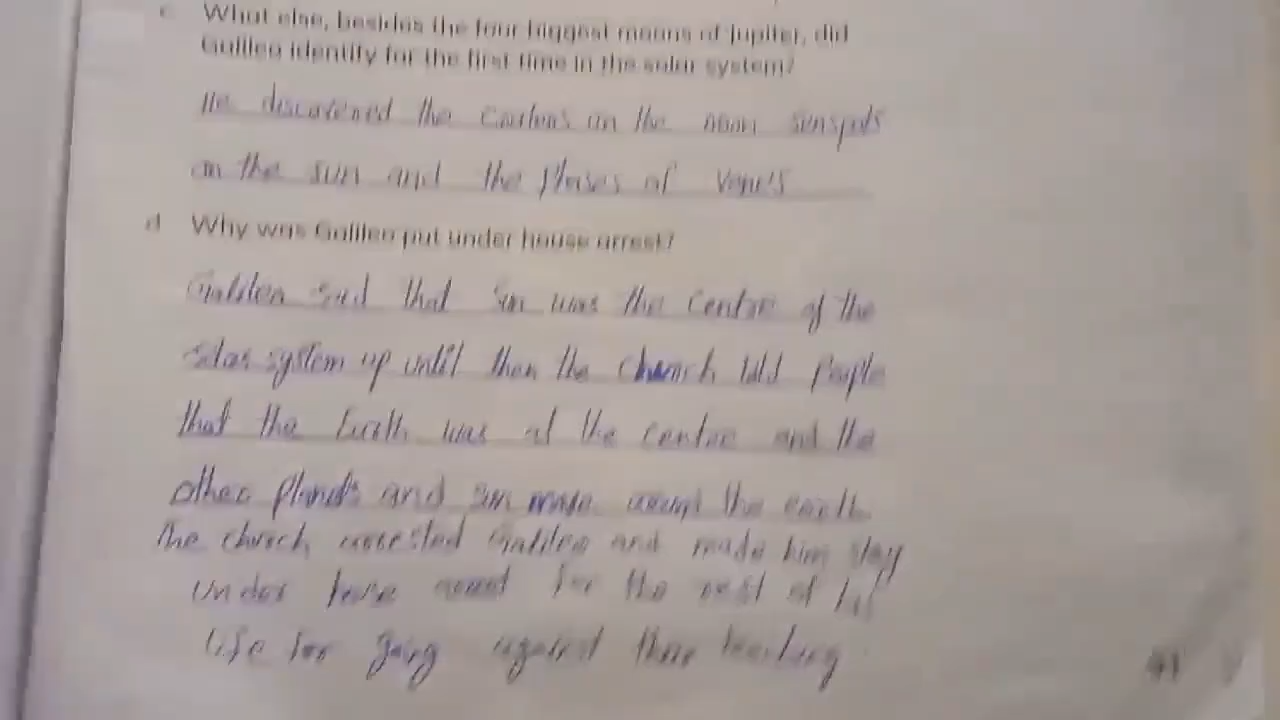 c What else, besides the four biggest moons of Jupiter, did
Galileo identify for the first time in the solar system?
He discovered the craters on the moon sunspots
on the sun and the Phases of Venus
d Why was Galileo put under house arrest?
Galileo said that sun was the centre of the
solar system up until then the church told People
that the Earth was at the centre and the
other Planets and sun move around the earth
The church arrested Galileo and made him stay
under house arrest for the rest of his
life for going against their teaching